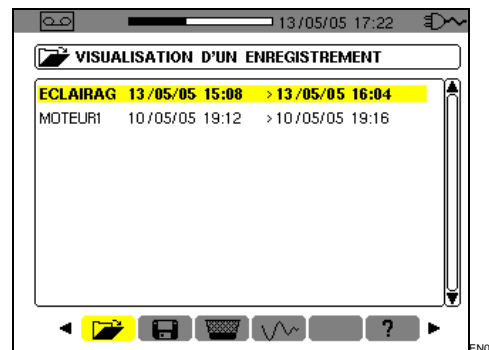 13/05/05 17:22
VISUALISATION D'UN ENREGISTREMENT
ECLAIRAG 13/05/05 15:08 >13/05/05 16:04
MOTEUR1 10/05/05 19:12 >10/05/05 19:16
?
EN0